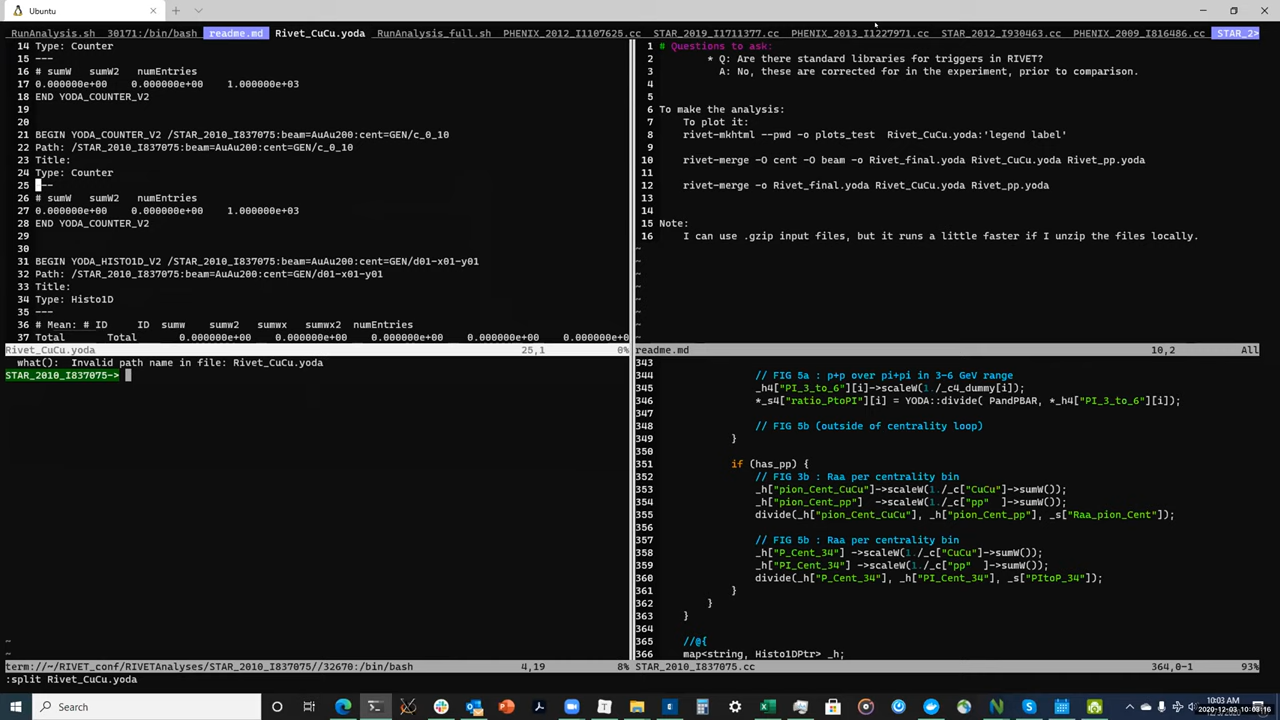 Ubuntu
RunAnalysis.sh 30171:/bin/bash readme.md Rivet_CuCu.yoda RunAnalysis_full.sh PHENIX_2012_I1107625.cc STAR_2019_I1711377.cc PHENIX_2013_I1227971.cc STAR_2012_I930463.cc PHENIX_2009_I816486.cc STAR_2>
14 Type: Counter
15 ---
16 # sumW sumW2 numEntries
17 0.000000e+00 0.000000e+00 1.000000e+03
18 END YODA_COUNTER_V2
19
20
21 BEGIN YODA_COUNTER_V2 /STAR_2010_I837075:beam=AuAu200:cent=GEN/c_0_10
22 Path: /STAR_2010_I837075:beam=AuAu200:cent=GEN/c_0_10
23 Title:
24 Type: Counter
25 ---
26 # sumW sumW2 numEntries
27 0.000000e+00 0.000000e+00 1.000000e+03
28 END YODA_COUNTER_V2
29
30
31 BEGIN YODA_HISTO1D_V2 /STAR_2010_I837075:beam=AuAu200:cent=GEN/d01-x01-y01
32 Path: /STAR_2010_I837075:beam=AuAu200:cent=GEN/d01-x01-y01
33 Title:
34 Type: Histo1D
35 ---
36 # Mean: # ID ID sumw sumw2 sumwx sumwx2 numEntries
37 Total Total 0.000000e+00 0.000000e+00 0.000000e+00 0.000000e+0
Rivet_CuCu.yoda 25,1 0%
what(): Invalid path name in file: Rivet_CuCu.yoda
STAR_2010_I837075->
~
~
term://~/RIVET_conf/RIVETAnalyses/STAR_2010_I837075//32670:/bin/bash 4,19 8%
:split Rivet_CuCu.yoda
1 # Questions to ask:
2 * Q: Are there standard libraries for triggers in RIVET?
3 A: No, these are corrected for in the experiment, prior to comparison.
4
5
6 To make the analysis:
7 To plot it:
8 rivet-mkhtml --pwd -o plots_test Rivet_CuCu.yoda:'legend label'
10 rivet-merge -O cent -O beam -o Rivet_final.yoda Rivet_CuCu.yoda Rivet_pp.yoda
11
12 rivet-merge -o Rivet_final.yoda Rivet_CuCu.yoda Rivet_pp.yoda
13
14
15 Note:
16 I can use .gzip input files, but it runs a little faster if I unzip the files locally.
~
~
~
~
~
~
~
readme.md 10,2 All
343
344 // FIG 5a : p+p over pi+pi in 3-6 GeV range
345 _h4["PI_3_to_6"][i]->scaleW(1./_c4_dummy[i]);
346 *_s4["ratio_PtoPI"][i] = YODA::divide( PandPBAR, *_h4["PI_3_to_6"][i]);
347
348 // FIG 5b (outside of centrality loop)
349 }
350
351 if (has_pp) {
352 // FIG 3b : Raa per centrality bin
353 _h["pion_Cent_CuCu"]->scaleW(1./_c["CuCu"]->sumW());
354 _h["pion_Cent_pp"] ->scaleW(1./_c["pp" ]->sumW());
355 divide(_h["pion_Cent_CuCu"], _h["pion_Cent_pp"], _s["Raa_pion_Cent"]);
356
357 // FIG 5b : Raa per centrality bin
358 _h["P_Cent_34"] ->scaleW(1./_c["CuCu"]->sumW());
359 _h["PI_Cent_34"] ->scaleW(1./_c["pp" ]->sumW());
360 divide(_h["P_Cent_34"], _h["PI_Cent_34"], _s["PItoP_34"]);
361 }
362 }
363 }
364
365 //@{
366 map<string, Histo1DPtr> _h;
STAR_2010_I837075.cc 364,0-1 93%
Search
10:03 AM